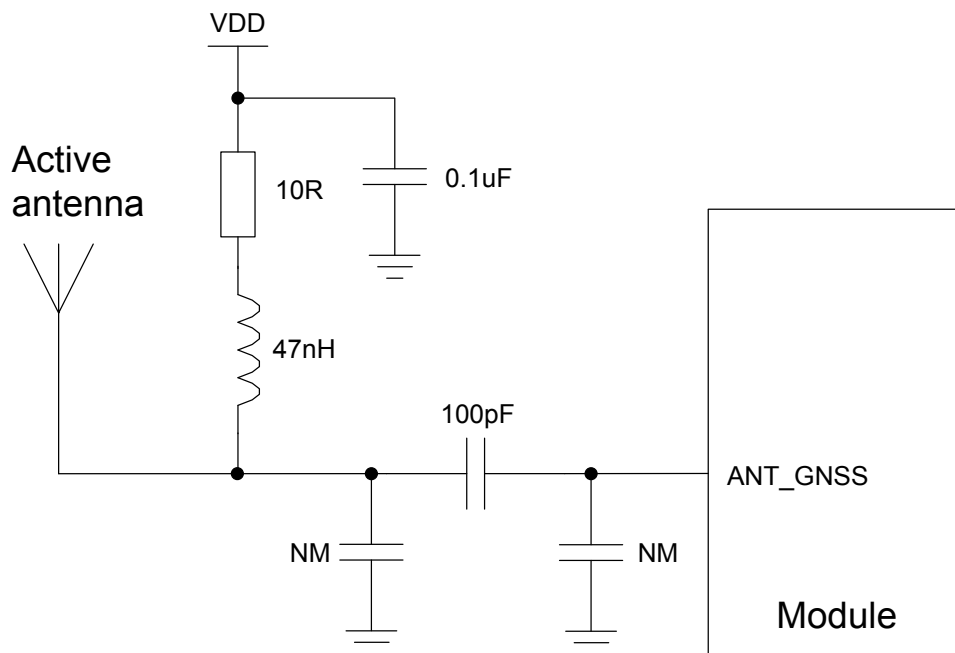 VDD
Active
antenna
10R
0.1uF
47nH
100pF
ANT_GNSS
NM
NM
Module